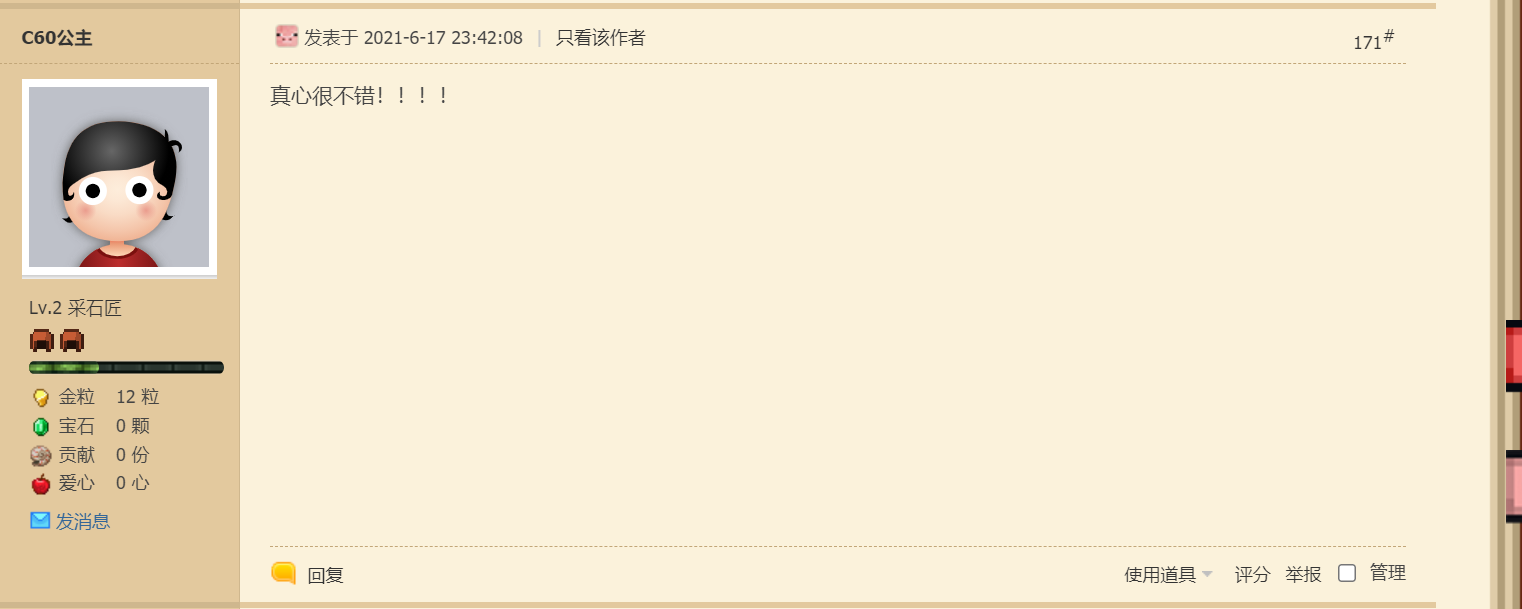 C60公主
发表于 2021-6-17 23:42:08 | 只看该作者
171#
真心很不错！！！！
Lv.2 采石匠
金粒 12 粒
宝石 0 颗
贡献 0 份
爱心 0 心
发消息
回复
使用道具 评分 举报 管理